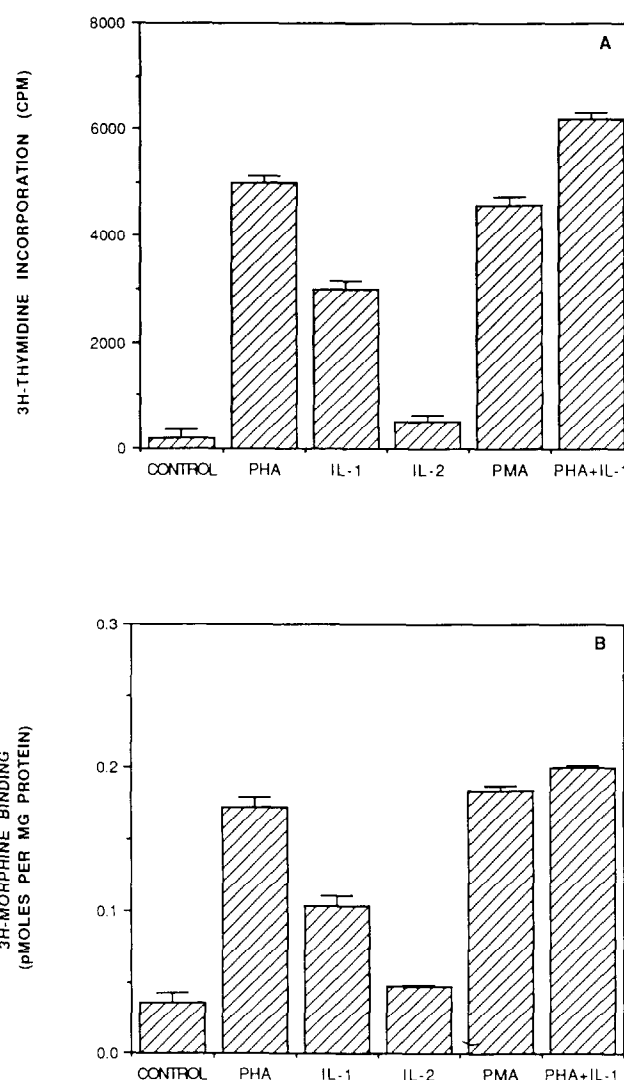 A
3H-THYMIDINE INCORPORATION (CPM)
8000
6000
4000
2000
0
CONTROL PHA IL-1 IL-2 PMA PHA+IL-1
B
3H-MORPHINE BINDING
(pMOLES PER MG PROTEIN)
0.3
0.2
0.1
0.0
CONTROL PHA IL-1 IL-2 PMA PHA+IL-1